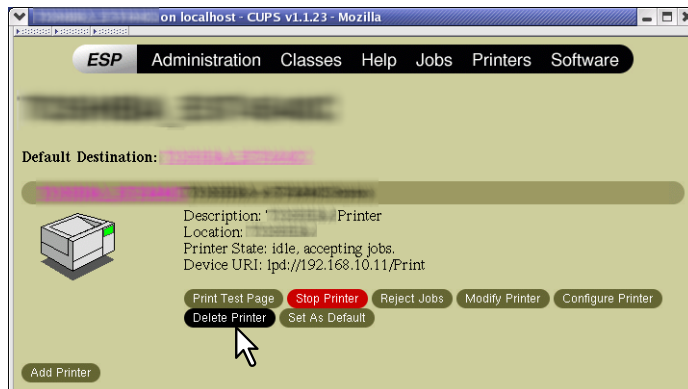 on localhost - CUPS v1.1.23 - Mozilla
ESP Administration Classes Help Jobs Printers Software
Default Destination:
Description: Printer
Location:
Printer State: idle, accepting jobs.
Device URI: lpd://192.168.10.11/Print
Print Test Page Stop Printer Reject Jobs Modify Printer Configure Printer
Delete Printer Set As Default
Add Printer